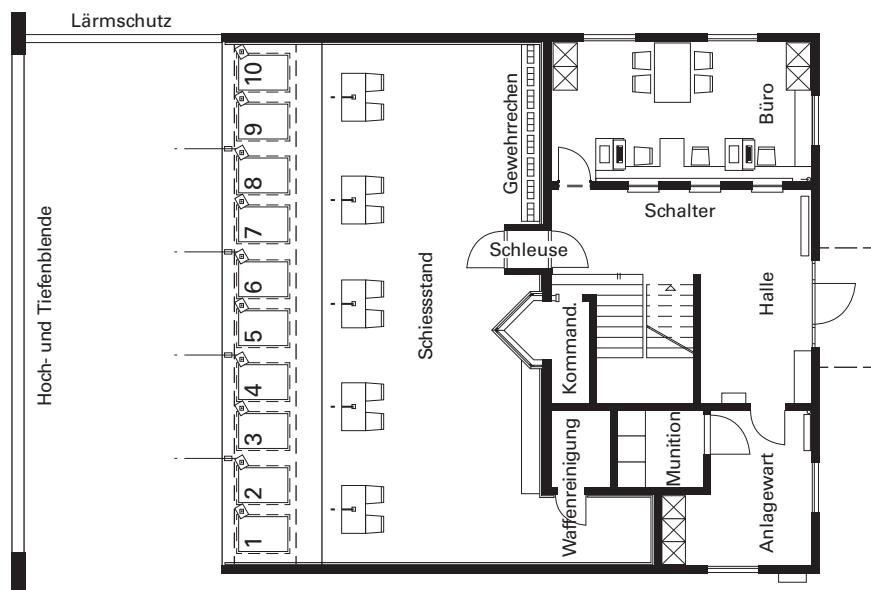 Lärmschutz
Hoch- und Tiefenblende
10
9
8
7
6
5
4
3
2
1
Schiessstand
Gewehrrechen
Schleuse
Büro
Schalter
Halle
Kommand.
Waffenreinigung
Munition
Anlagewart